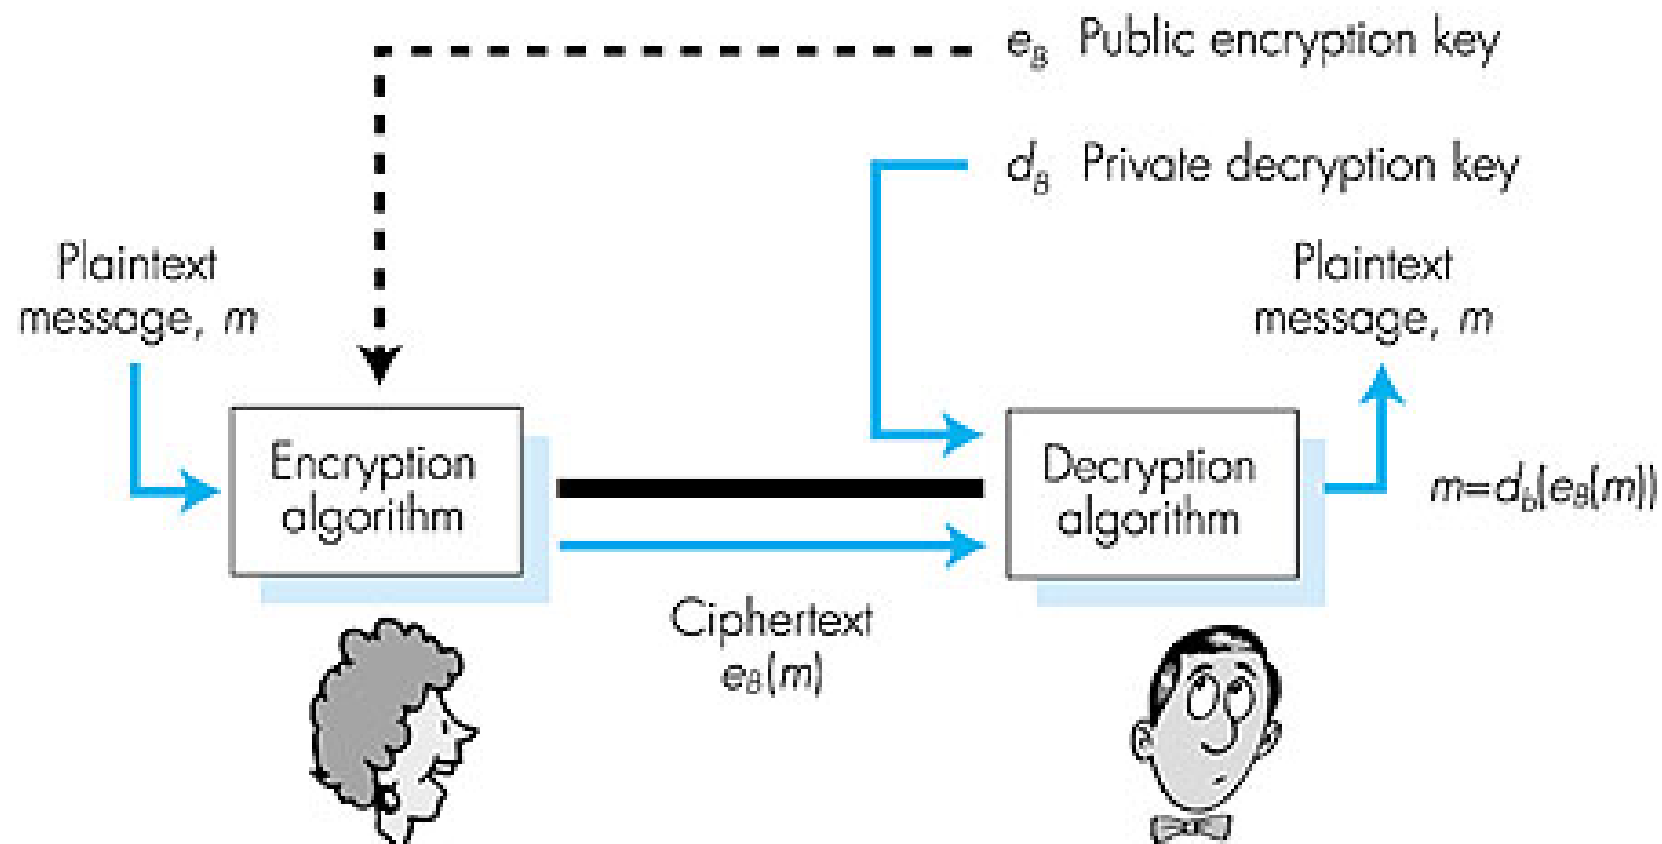 e_B Public encryption key
d_B Private decryption key
Plaintext
message, m
Plaintext
message, m
Encryption
algorithm
Decryption
algorithm
m=d_b(e_B(m))
Ciphertext
e_B(m)